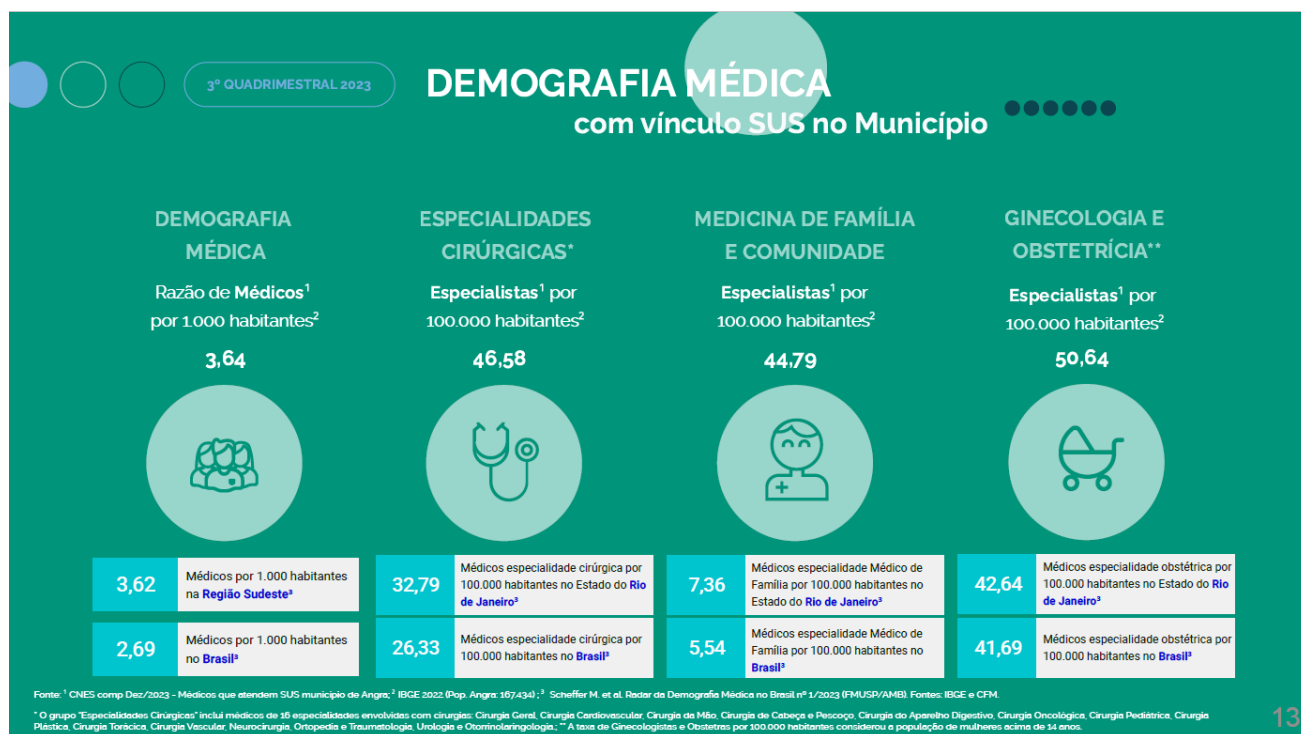 3º QUADRIMESTRAL 2023
DEMOGRAFIA MÉDICA
com vínculo SUS no Município
DEMOGRAFIA
MÉDICA
Razão de Médicos¹
por 1.000 habitantes²
3,64
3,62
Médicos por 1.000 habitantes
na Região Sudeste³
2,69
Médicos por 1.000 habitantes
no Brasil³
ESPECIALIDADES
CIRÚRGICAS*
Especialistas¹ por
100.000 habitantes²
46,58
32,79
Médicos especialidade cirúrgica por
100.000 habitantes no Estado do Rio
de Janeiro³
26,33
Médicos especialidade cirúrgica por
100.000 habitantes no Brasil³
MEDICINA DE FAMÍLIA
E COMUNIDADE
Especialistas¹ por
100.000 habitantes²
44,79
7,36
Médicos especialidade Médico de
Família por 100.000 habitantes no
Estado do Rio de Janeiro³
5,54
Médicos especialidade Médico de
Família por 100.000 habitantes no
Brasil³
GINECOLOGIA E
OBSTETRÍCIA**
Especialistas¹ por
100.000 habitantes²
50,64
42,64
Médicos especialidade obstétrica por
100.000 habitantes no Estado do Rio
de Janeiro³
41,69
Médicos especialidade obstétrica por
100.000 habitantes no Brasil³
Fonte: ¹ CNES comp Dez/2023 - Médicos que atendem SUS município de Angra; ² IBGE 2022 (Pop. Angra: 167.434) ; ³ Scheffer M. et al. Radar da Demografia Médica no Brasil nº 1/2023 (FMUSP/AMB). Fontes: IBGE e CFM.
* O grupo "Especialidades Cirúrgicas" inclui médicos de 16 especialidades envolvidas com cirurgias: Cirurgia Geral, Cirurgia Cardiovascular, Cirurgia da Mão, Cirurgia de Cabeça e Pescoço, Cirurgia do Aparelho Digestivo, Cirurgia Oncológica, Cirurgia Pediátrica, Cirurgia
Plástica, Cirurgia Torácica, Cirurgia Vascular, Neurocirurgia, Ortopedia e Traumatologia, Urologia e Otorrinolaringologia.; ** A taxa de Ginecologistas e Obstetras por 100.000 habitantes considerou a população de mulheres acima de 14 anos.
13